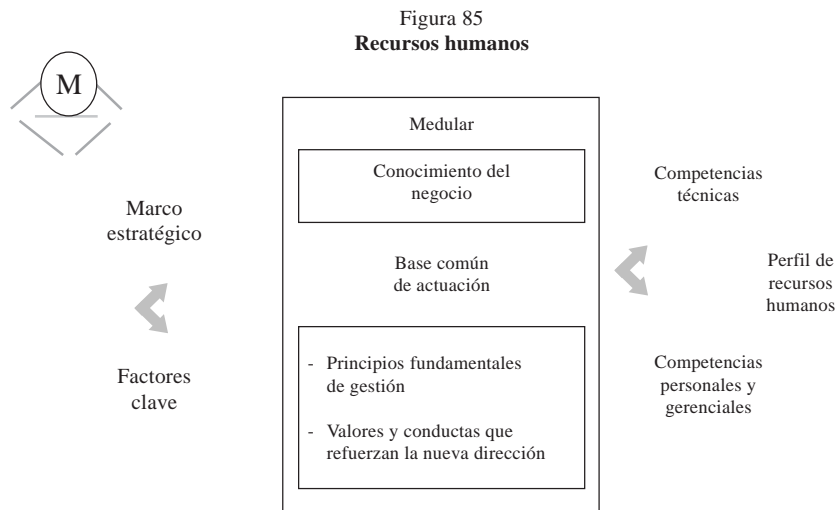 Figura 85
Recursos humanos
M
Marco
estratégico
Factores
clave
Medular
Conocimiento del
negocio
Base común
de actuación
- Principios fundamentales
de gestión
- Valores y conductas que
refuerzan la nueva dirección
Competencias
técnicas
Perfil de
recursos
humanos
Competencias
personales y
gerenciales